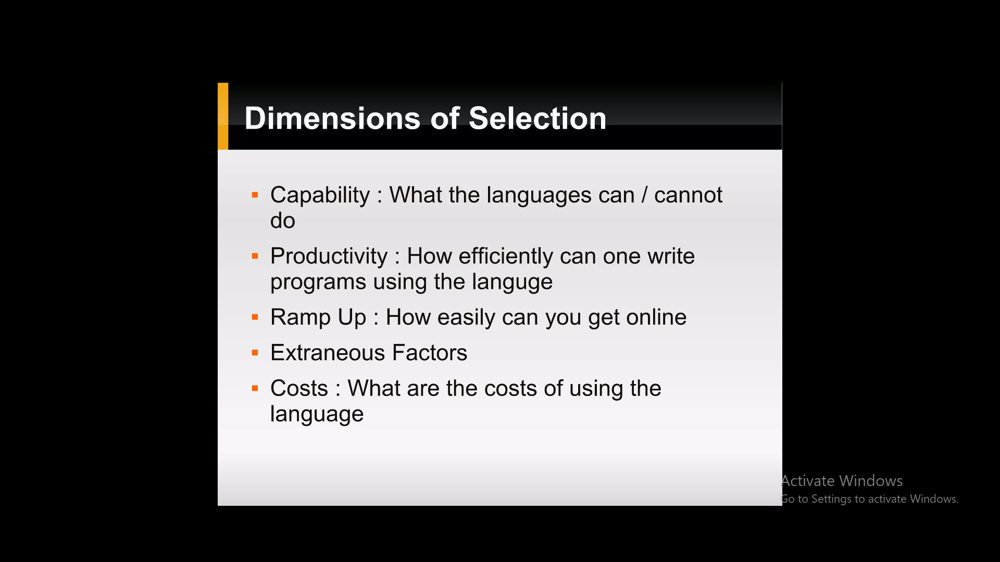 Dimensions of Selection
Capability : What the languages can / cannot
do
Productivity : How efficiently can one write
programs using the languge
Ramp Up : How easily can you get online
Extraneous Factors
Costs : What are the costs of using the
language
Activate Windows
Go to Settings to activate Windows.